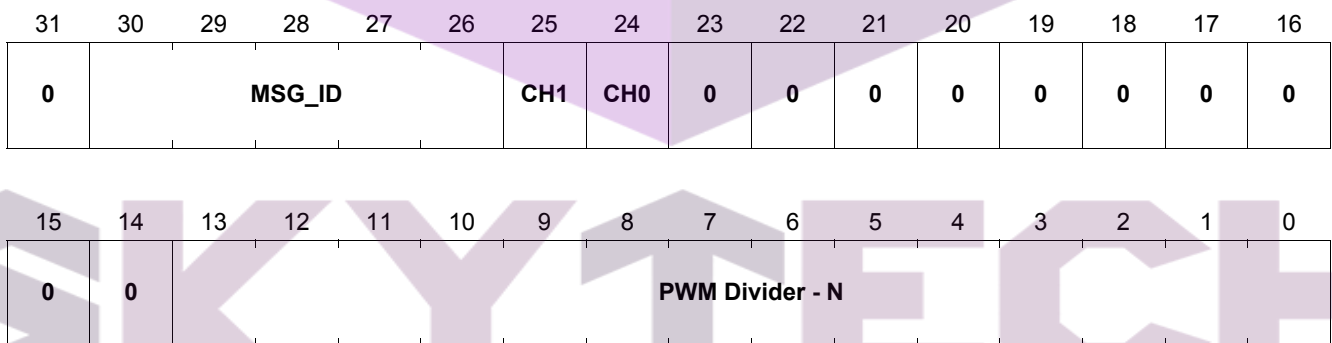 31 30 29 28 27 26 25 24 23 22 21 20 19 18 17 16
0 MSG_ID CH1 CH0 0 0 0 0 0 0 0 0
15 14 13 12 11 10 9 8 7 6 5 4 3 2 1 0
0 0 PWM Divider - N
SKYTECH